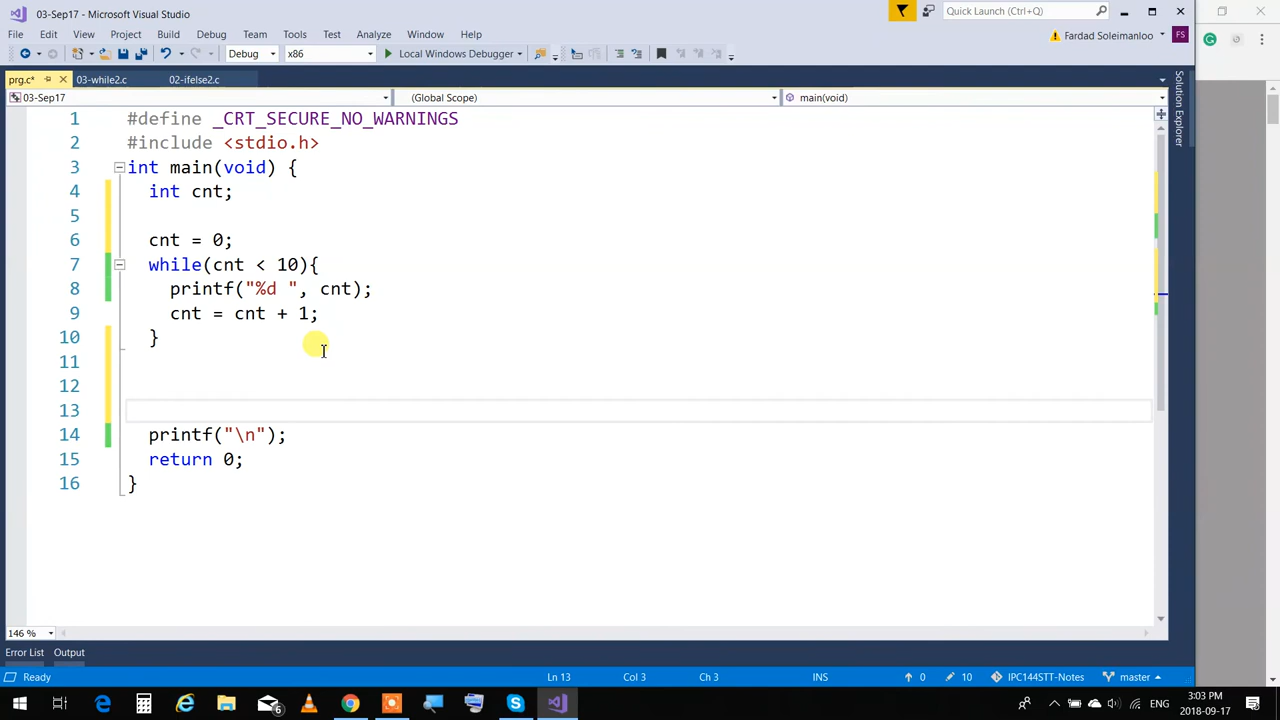 03-Sep17 - Microsoft Visual Studio
Quick Launch (Ctrl+Q)
File Edit View Project Build Debug Team Tools Test Analyze Window Help
Fardad Soleimanloo FS
Debug x86 Local Windows Debugger
prg.c* 03-while2.c 02-ifelse2.c
03-Sep17 (Global Scope) main(void)
Solution Explorer
1 #define _CRT_SECURE_NO_WARNINGS
2 #include <stdio.h>
3 int main(void) {
4 int cnt;
5
6 cnt = 0;
7 while(cnt < 10){
8 printf("%d ", cnt);
9 cnt = cnt + 1;
10 }
11
12
13
14 printf("\n");
15 return 0;
16 }
146 %
Error List Output
Ready Ln 13 Col 3 Ch 3 INS 0 10 IPC144STT-Notes master
6 ENG 3:03 PM
2018-09-17